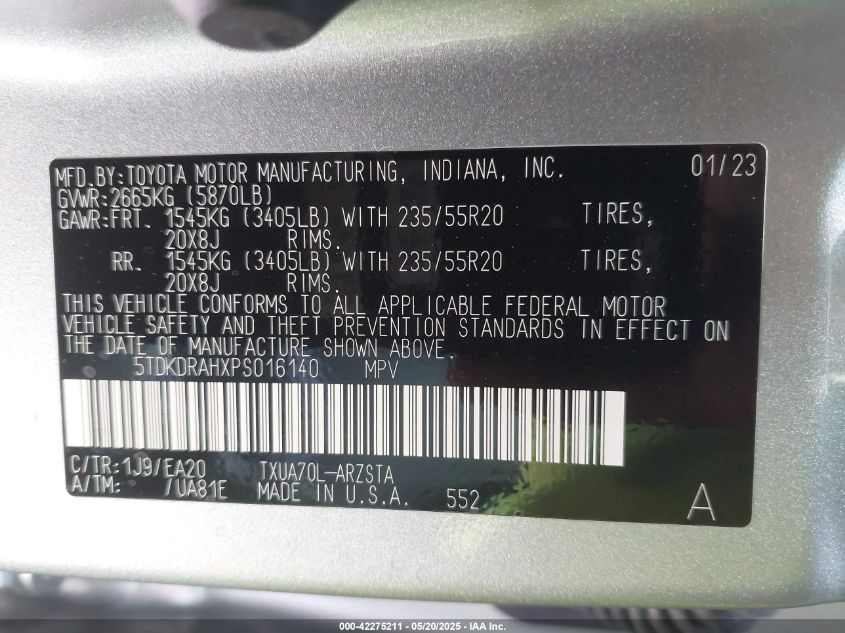 MFD.BY:TOYOTA MOTOR MANUFACTURING, INDIANA, INC. 01/23
GVWR:2665KG (5870LB)
GAWR:FRT. 1545KG (3405LB) WITH 235/55R20 TIRES,
20X8J RIMS.
RR. 1545KG (3405LB) WITH 235/55R20 TIRES,
20X8J RIMS.
THIS VEHICLE CONFORMS TO ALL APPLICABLE FEDERAL MOTOR
VEHICLE SAFETY AND THEFT PREVENTION STANDARDS IN EFFECT ON
THE DATE OF MANUFACTURE SHOWN ABOVE.
5TDKDRAHXPS016140 MPV
C/TR:1J9/EA20 TXUA70L-ARZSTA
A/TM: /UA81E MADE IN U.S.A. 552 A
000-42275211 - 05/20/2025 - IAA Inc.